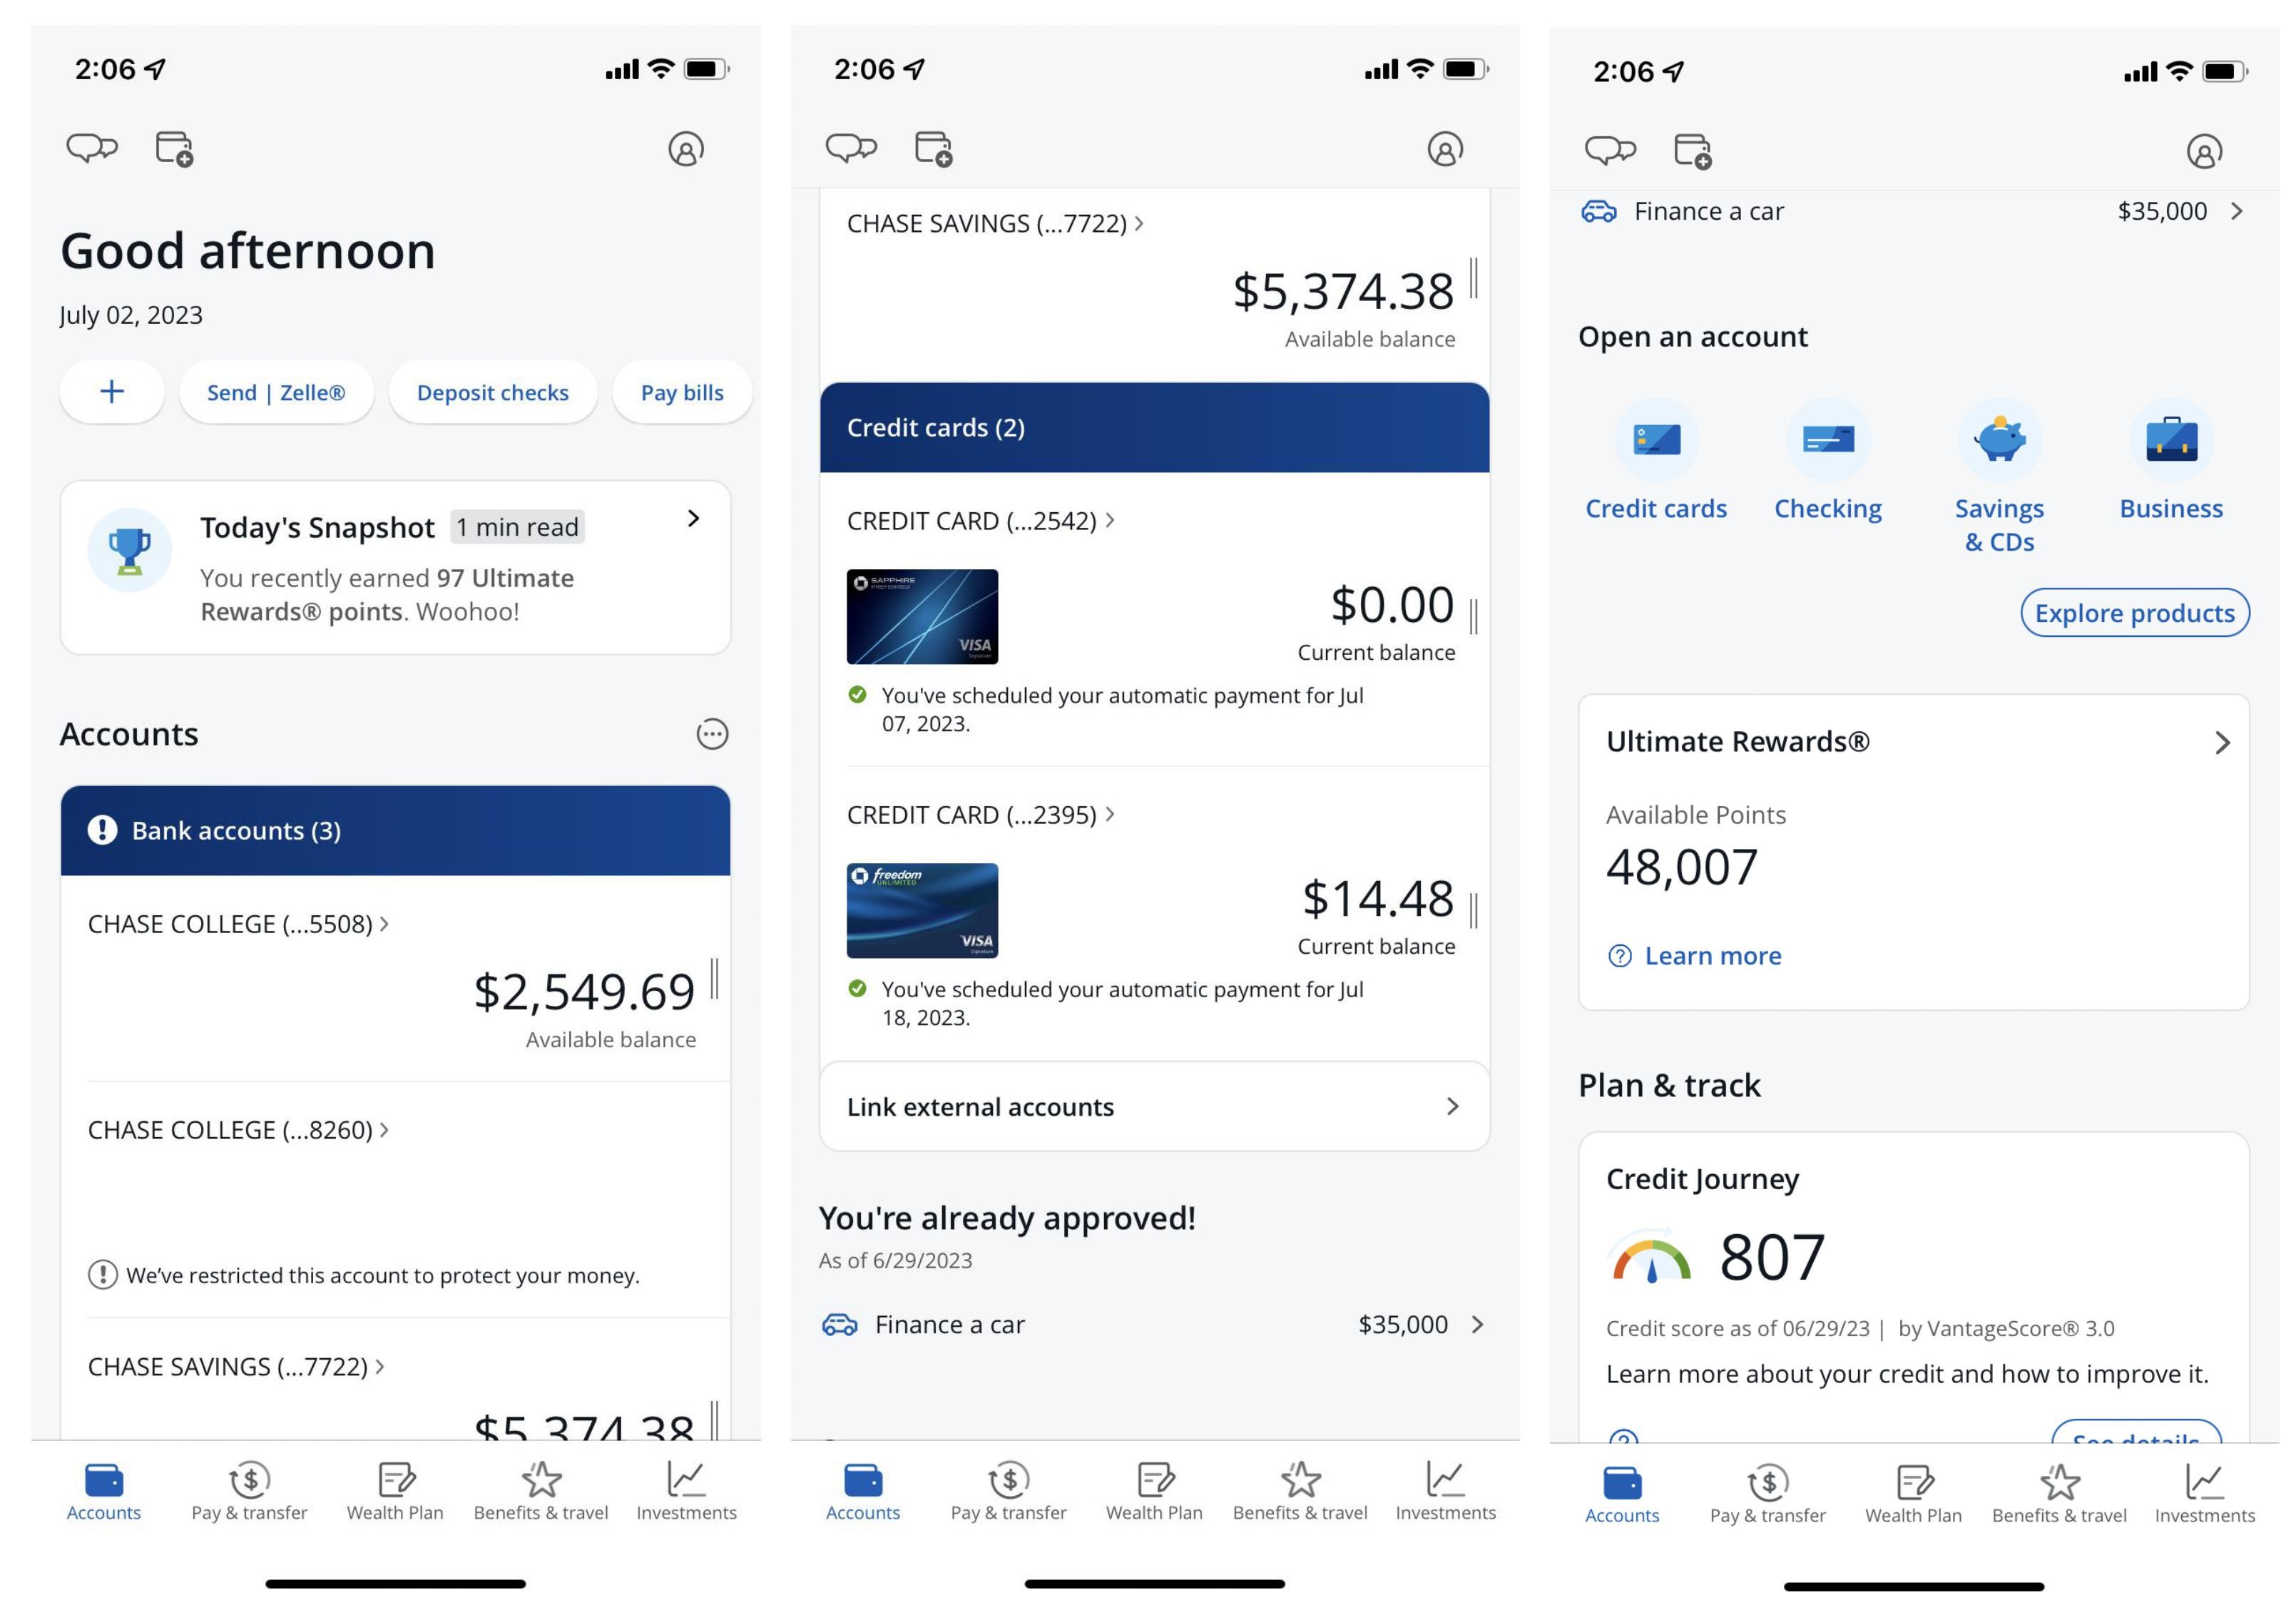 2:06
Good afternoon
July 02, 2023
+
Send | Zelle®
Deposit checks
Pay bills
Today's Snapshot 1 min read
You recently earned 97 Ultimate
Rewards® points. Woohoo!
Accounts
Bank accounts (3)
CHASE COLLEGE (...5508)
$2,549.69
Available balance
CHASE COLLEGE (...8260)
We've restricted this account to protect your money.
CHASE SAVINGS (...7722)
$5,374.38
Accounts
Pay & transfer
Wealth Plan
Benefits & travel
Investments
2:06
CHASE SAVINGS (...7722)
$5,374.38
Available balance
Credit cards (2)
CREDIT CARD (...2542)
SAPPHIRE
PREFERRED
VISA
Signature
$0.00
Current balance
You've scheduled your automatic payment for Jul
07, 2023.
CREDIT CARD (...2395)
freedom
UNLIMITED
VISA
Signature
$14.48
Current balance
You've scheduled your automatic payment for Jul
18, 2023.
Link external accounts
You're already approved!
As of 6/29/2023
Finance a car
$35,000
Accounts
Pay & transfer
Wealth Plan
Benefits & travel
Investments
2:06
Finance a car
$35,000
Open an account
Credit cards
Checking
Savings
& CDs
Business
Explore products
Ultimate Rewards®
Available Points
48,007
Learn more
Plan & track
Credit Journey
807
Credit score as of 06/29/23 | by VantageScore® 3.0
Learn more about your credit and how to improve it.
See details
Accounts
Pay & transfer
Wealth Plan
Benefits & travel
Investments